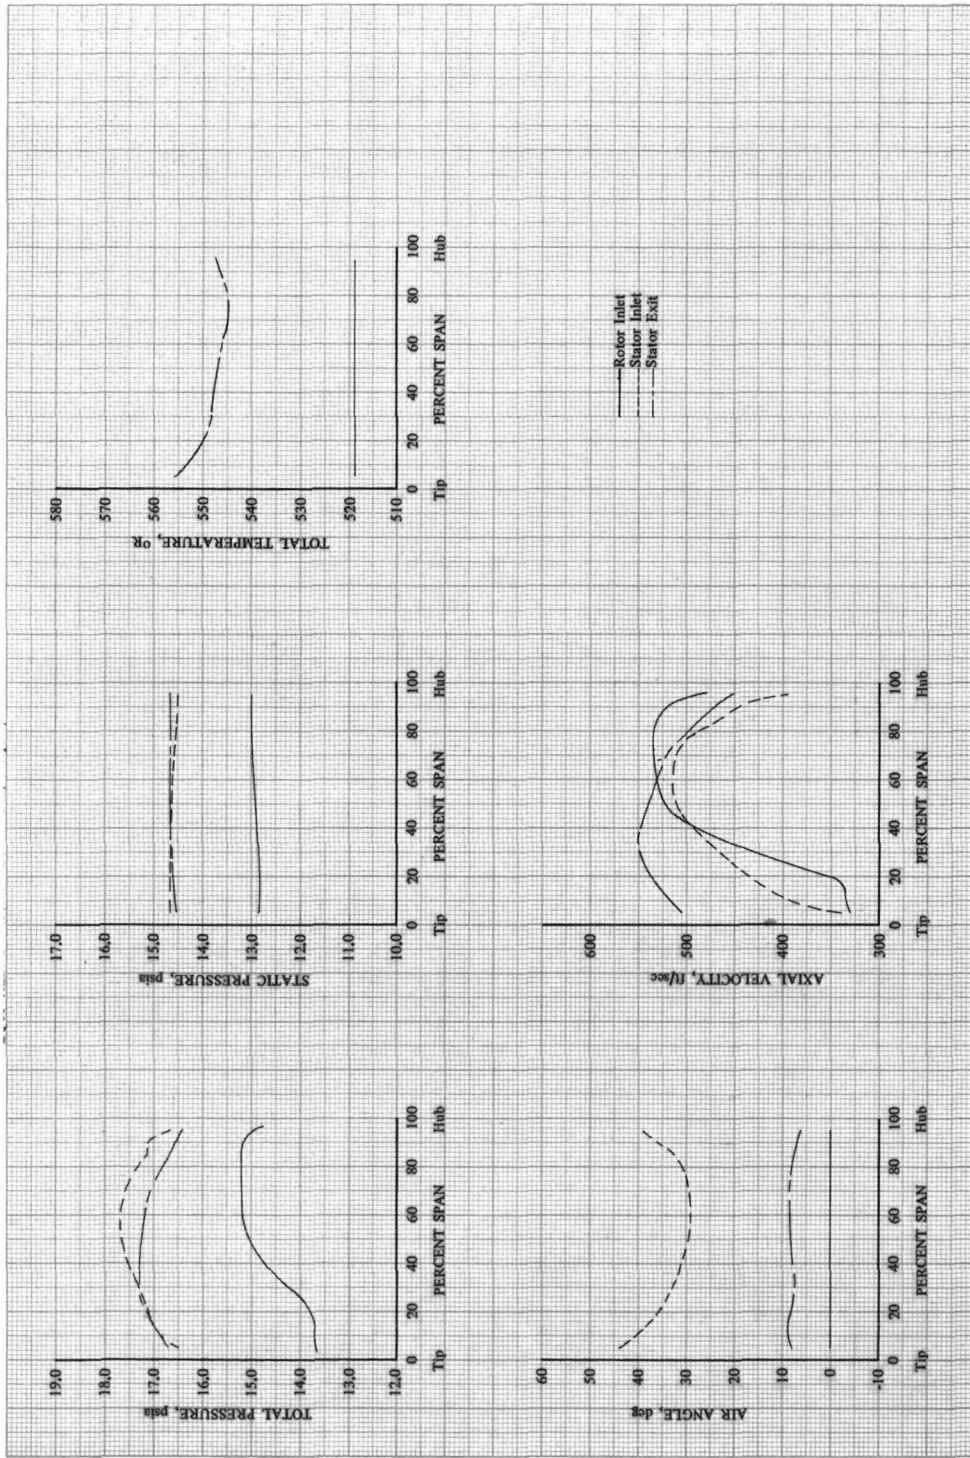 19.0
18.0
17.0
16.0
15.0
14.0
13.0
12.0
TOTAL PRESSURE, psia
0 20 40 60 80 100
Tip PERCENT SPAN Hub
17.0
16.0
15.0
14.0
13.0
12.0
11.0
10.0
STATIC PRESSURE, psia
0 20 40 60 80 100
Tip PERCENT SPAN Hub
580
570
560
550
540
530
520
510
TOTAL TEMPERATURE, °R
0 20 40 60 80 100
Tip PERCENT SPAN Hub
60
50
40
30
20
10
0
-10
AIR ANGLE, deg
0 20 40 60 80 100
Tip PERCENT SPAN Hub
600
500
400
300
AXIAL VELOCITY, ft/sec
0 20 40 60 80 100
Tip PERCENT SPAN Hub
Rotor Inlet
Stator Inlet
Stator Exit